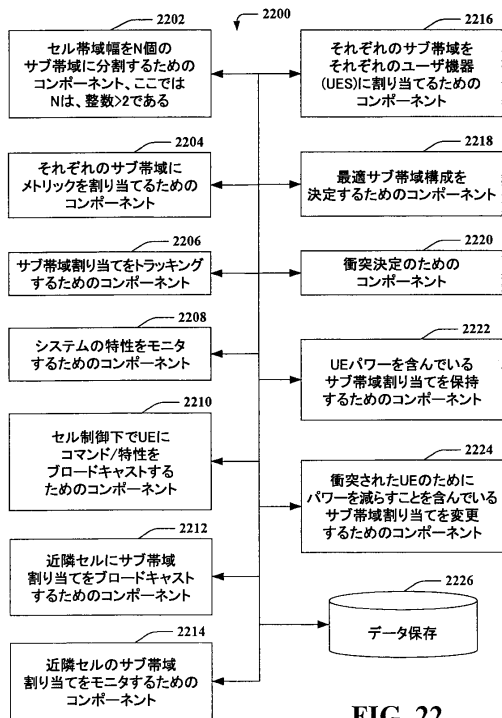 2202
セル帯域幅をN個の
サブ帯域に分割するための
コンポーネント、ここでは
Nは、整数>2である
2204
それぞれのサブ帯域に
メトリックを割り当てるための
コンポーネント
2206
サブ帯域割り当てをトラッキング
するためのコンポーネント
2208
システムの特性をモニタ
するためのコンポーネント
2210
セル制御下でUEに
コマンド/特性を
ブロードキャストする
ためのコンポーネント
2212
近隣セルにサブ帯域
割り当てをブロードキャスト
するためのコンポーネント
2214
近隣セルのサブ帯域
割り当てをモニタするための
コンポーネント
2200
2216
それぞれのサブ帯域を
それぞれのユーザ機器
(UES)に割り当てるための
コンポーネント
2218
最適サブ帯域構成を
決定するためのコンポーネント
2220
衝突決定のための
コンポーネント
2222
UEパワーを含んでいる
サブ帯域割り当てを保持
するためのコンポーネント
2224
衝突されたUEのために
パワーを減らすことを含んでいる
サブ帯域割り当てを変更
するためのコンポーネント
2226
データ保存
FIG. 22